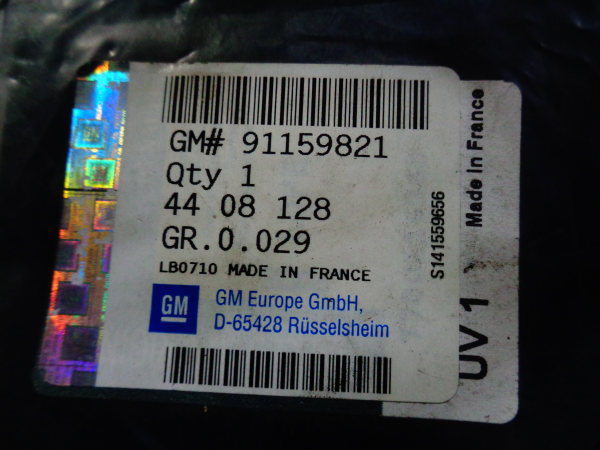 GM# 91159821
Qty 1
44 08 128
GR.0.029
LB0710 MADE IN FRANCE
GM
GM Europe GmbH,
D-65428 Rüsselsheim
S141559656
Made in France
UV 1